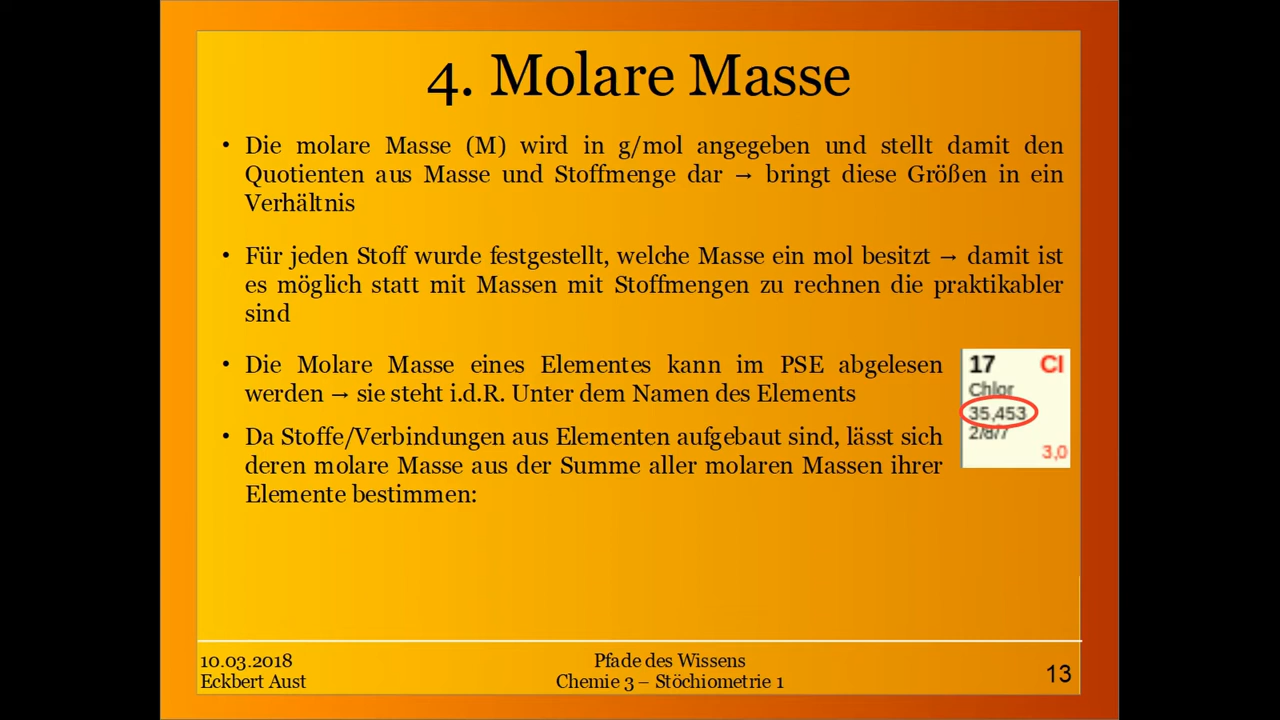 4. Molare Masse
• Die molare Masse (M) wird in g/mol angegeben und stellt damit den
Quotienten aus Masse und Stoffmenge dar → bringt diese Größen in ein
Verhältnis
• Für jeden Stoff wurde festgestellt, welche Masse ein mol besitzt → damit ist
es möglich statt mit Massen mit Stoffmengen zu rechnen die praktikabler
sind
• Die Molare Masse eines Elementes kann im PSE abgelesen
werden → sie steht i.d.R. Unter dem Namen des Elements
• Da Stoffe/Verbindungen aus Elementen aufgebaut sind, lässt sich
deren molare Masse aus der Summe aller molaren Massen ihrer
Elemente bestimmen:
17 Cl
Chlor
35,453
2/8/7
3,0
10.03.2018
Eckbert Aust
Pfade des Wissens
Chemie 3 – Stöchiometrie 1
13